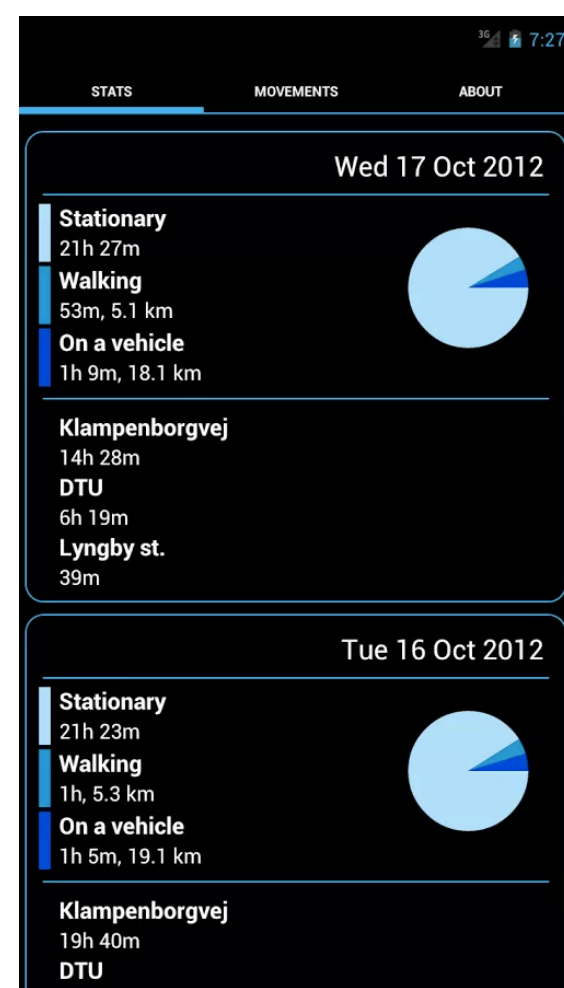 3G 7:27
STATS MOVEMENTS ABOUT
Wed 17 Oct 2012
Stationary
21h 27m
Walking
53m, 5.1 km
On a vehicle
1h 9m, 18.1 km
Klampenborgvej
14h 28m
DTU
6h 19m
Lyngby st.
39m
Tue 16 Oct 2012
Stationary
21h 23m
Walking
1h, 5.3 km
On a vehicle
1h 5m, 19.1 km
Klampenborgvej
19h 40m
DTU